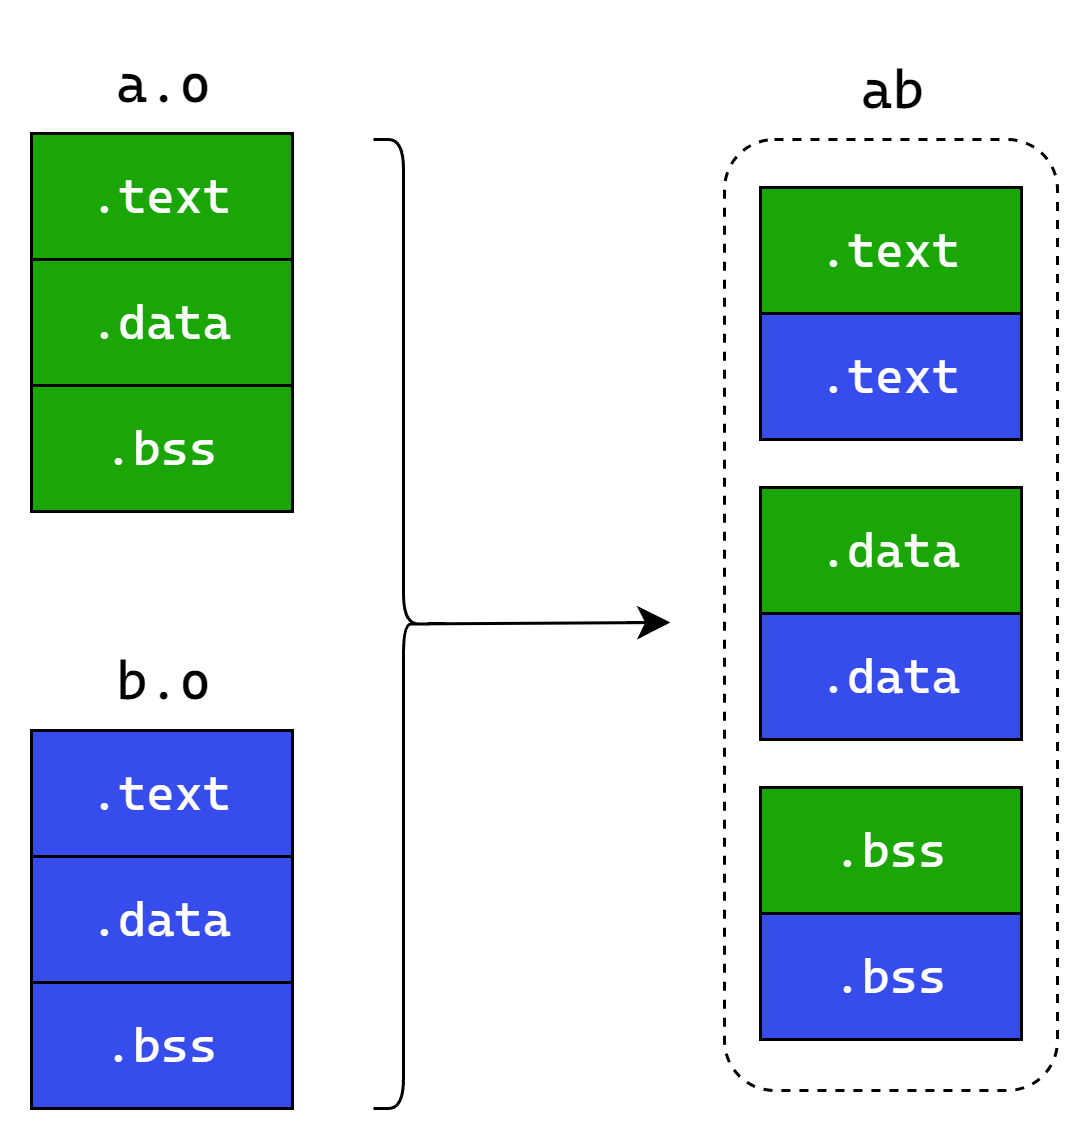 a.o
.text
.data
.bss
b.o
.text
.data
.bss
ab
.text
.text
.data
.data
.bss
.bss